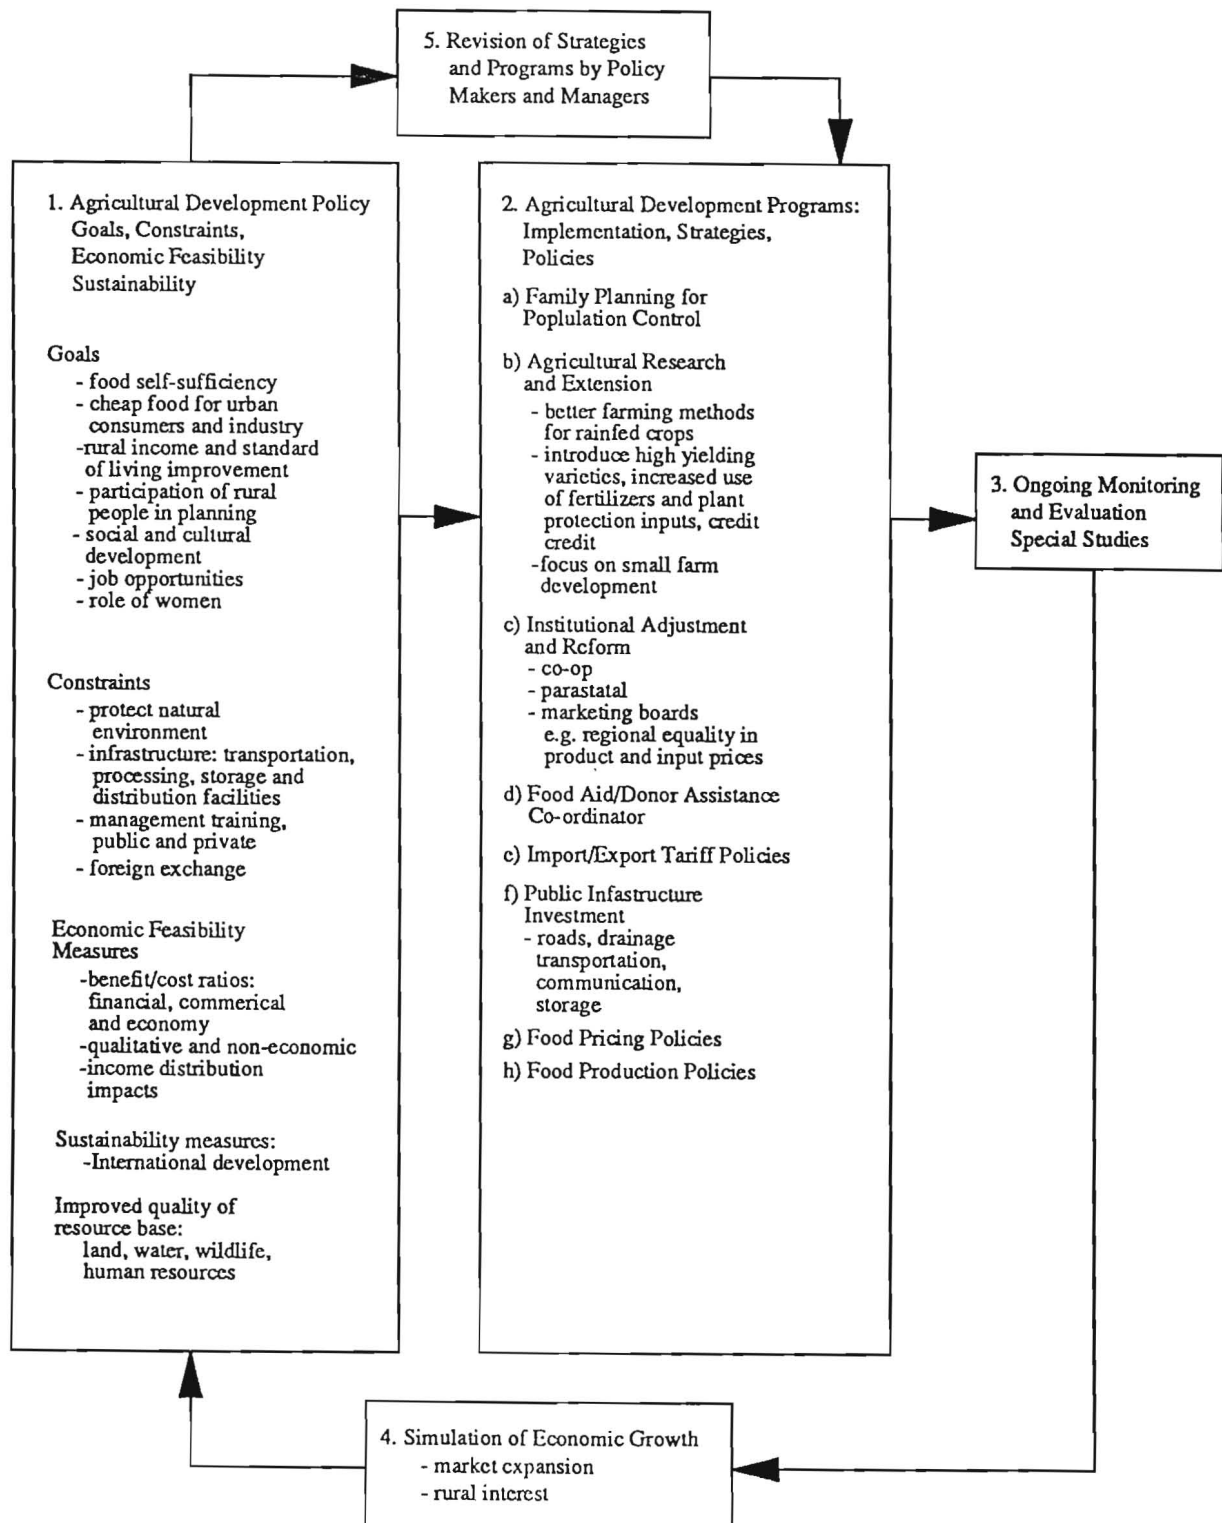 5. Revision of Strategies
and Programs by Policy
Makers and Managers
1. Agricultural Development Policy
Goals, Constraints,
Economic Feasibility
Sustainability
Goals
- food self-sufficiency
- cheap food for urban
consumers and industry
-rural income and standard
of living improvement
- participation of rural
people in planning
- social and cultural
development
- job opportunities
- role of women
Constraints
- protect natural
environment
- infrastructure: transportation,
processing, storage and
distribution facilities
- management training,
public and private
- foreign exchange
Economic Feasibility
Measures
-benefit/cost ratios:
financial, commerical
and economy
-qualitative and non-economic
-income distribution
impacts
Sustainability measures:
-International development
Improved quality of
resource base:
land, water, wildlife,
human resources
2. Agricultural Development Programs:
Implementation, Strategies,
Policies
a) Family Planning for
Poplulation Control
b) Agricultural Research
and Extension
- better farming methods
for rainfed crops
- introduce high yielding
varieties, increased use
of fertilizers and plant
protection inputs, credit
credit
-focus on small farm
development
c) Institutional Adjustment
and Reform
- co-op
- parastatal
- marketing boards
e.g. regional equality in
product and input prices
d) Food Aid/Donor Assistance
Co-ordinator
e) Import/Export Tariff Policies
f) Public Infastructure
Investment
- roads, drainage
transportation,
communication,
storage
g) Food Pricing Policies
h) Food Production Policies
3. Ongoing Monitoring
and Evaluation
Special Studies
4. Simulation of Economic Growth
- market expansion
- rural interest